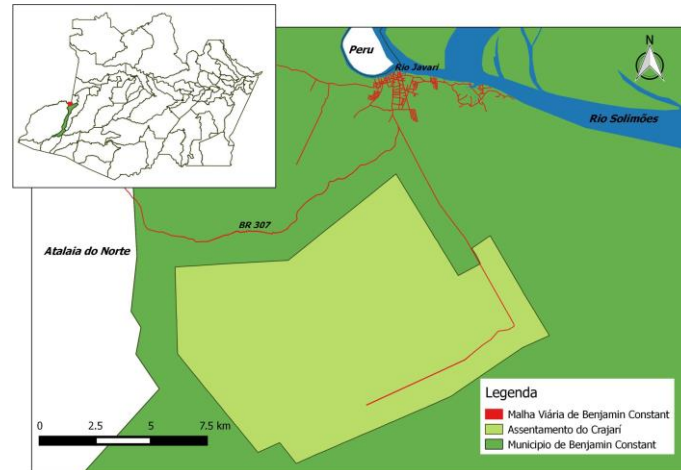 Peru
Rio Javari
N
Rio Solimões
BR 307
Atalaia do Norte
Legenda
Malha Viária de Benjamin Constant
Assentamento do Crajarí
Municipio de Benjamin Constant
0 2.5 5 7.5 km